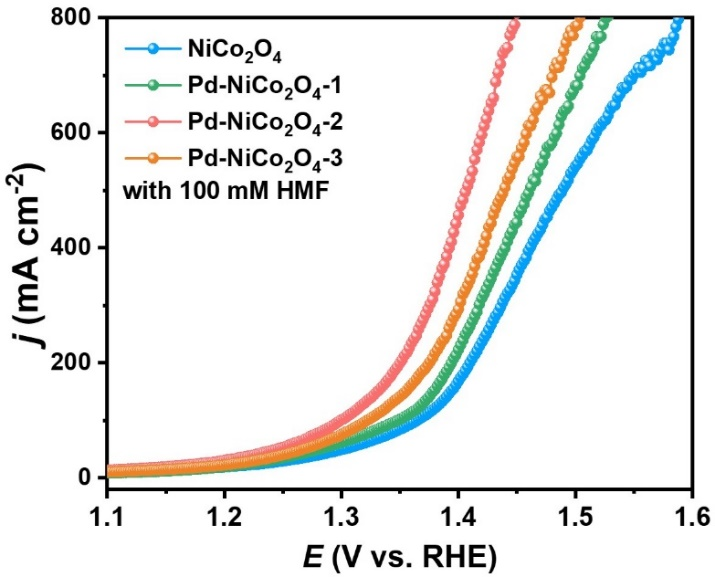 800
600
400
200
0
j (mA cm⁻²)
NiCo₂O₄
Pd-NiCo₂O₄-1
Pd-NiCo₂O₄-2
Pd-NiCo₂O₄-3
with 100 mM HMF
1.1 1.2 1.3 1.4 1.5 1.6
E (V vs. RHE)